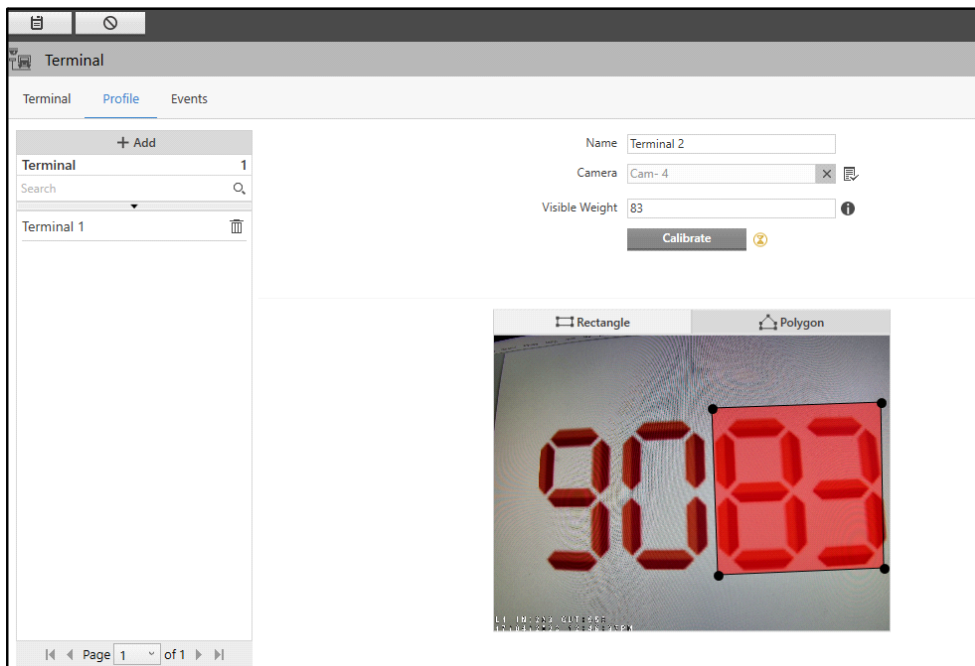 Terminal
Terminal Profile Events
+ Add
Terminal 1
Search
Terminal 1
Page 1 of 1
Name Terminal 2
Camera Cam- 4
Visible Weight 83
Calibrate
Rectangle Polygon
9083